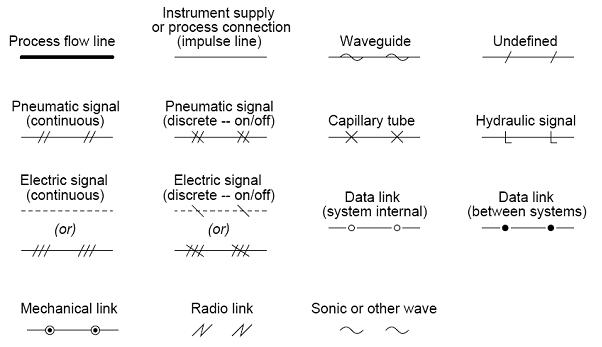 Process flow line
Instrument supply
or process connection
(impulse line)
Waveguide
Undefined
Pneumatic signal
(continuous)
Pneumatic signal
(discrete -- on/off)
Capillary tube
Hydraulic signal
Electric signal
(continuous)
(or)
Electric signal
(discrete -- on/off)
(or)
Data link
(system internal)
Data link
(between systems)
Mechanical link
Radio link
Sonic or other wave